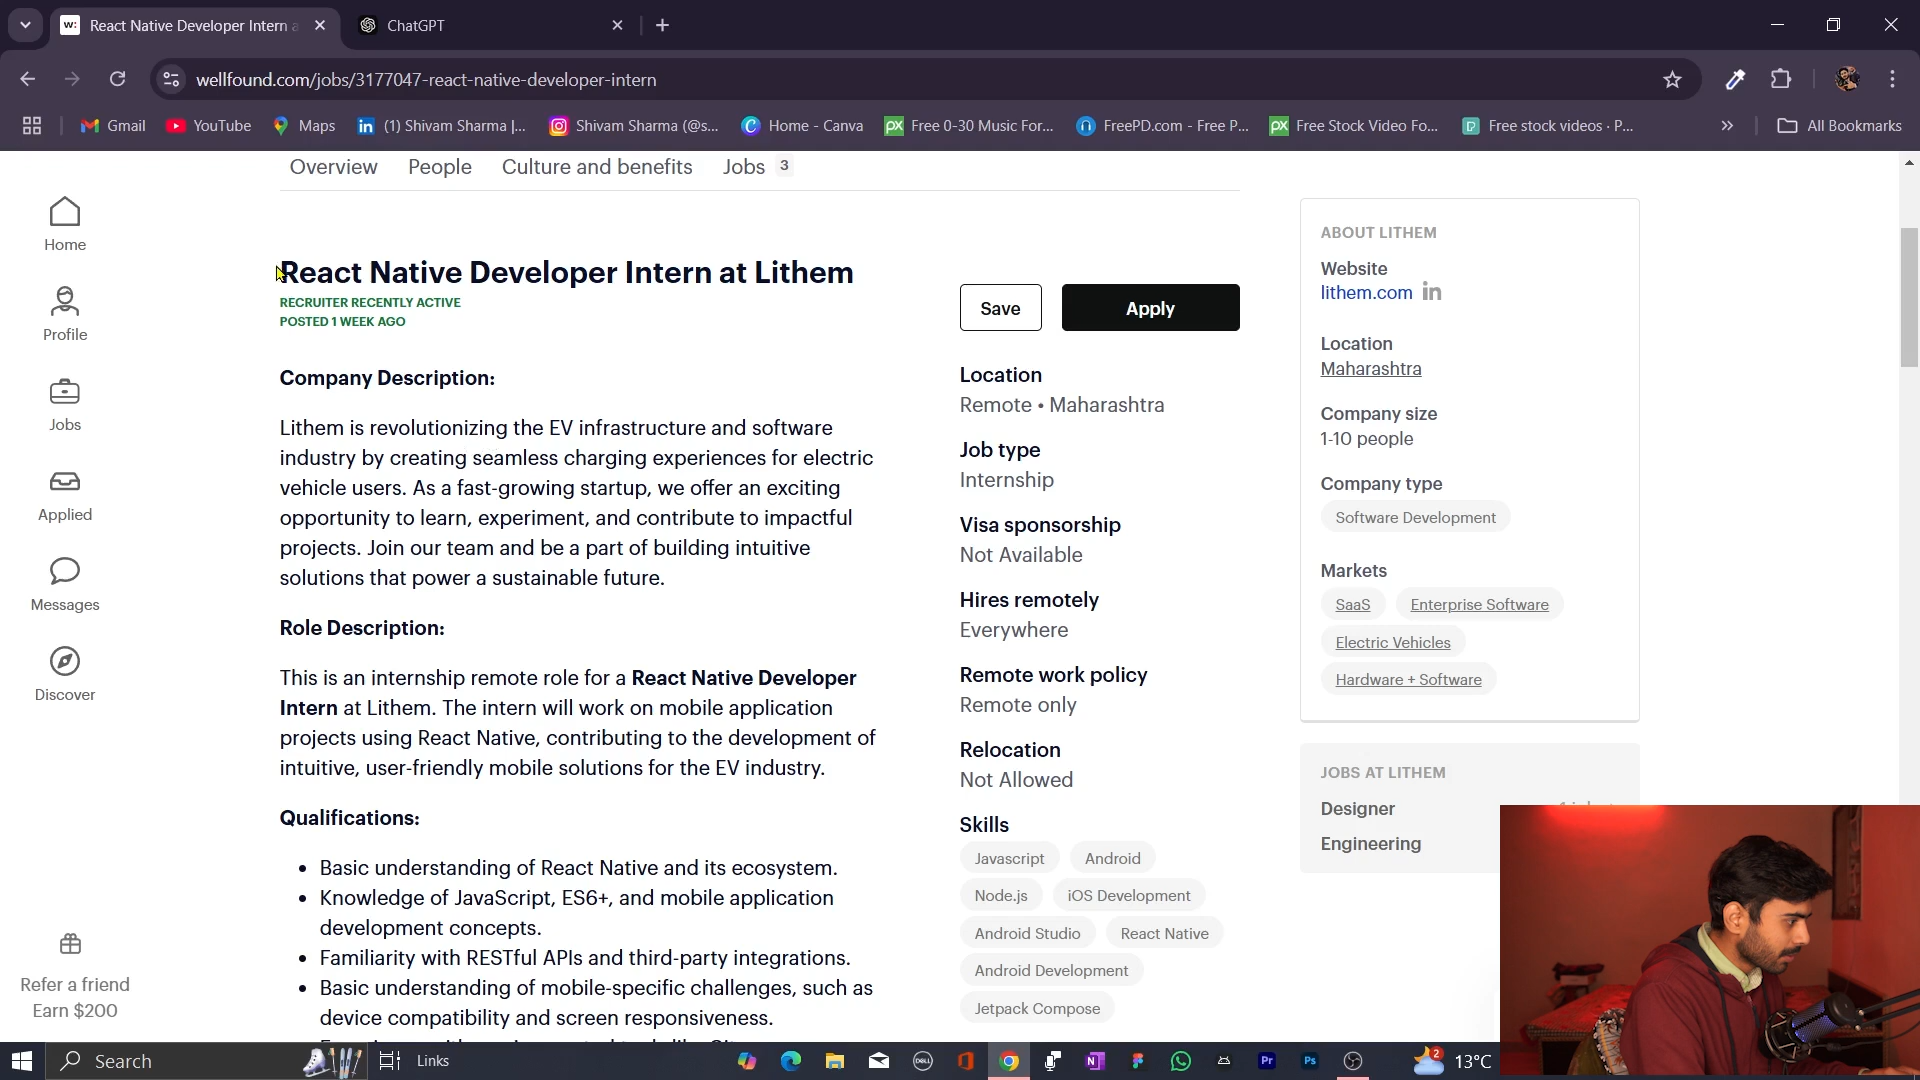 React Native Developer Intern a
ChatGPT
wellfound.com/jobs/3177047-react-native-developer-intern
Gmail
YouTube
Maps
(1) Shivam Sharma |...
Shivam Sharma (@s...
Home - Canva
Free 0-30 Music For...
FreePD.com - Free P...
Free Stock Video Fo...
Free stock videos · P...
All Bookmarks
Overview
People
Culture and benefits
Jobs 3
Home
Profile
Jobs
Applied
Messages
Discover
Refer a friend
Earn $200
React Native Developer Intern at Lithem
RECRUITER RECENTLY ACTIVE
POSTED 1 WEEK AGO
Company Description:
Lithem is revolutionizing the EV infrastructure and software
industry by creating seamless charging experiences for electric
vehicle users. As a fast-growing startup, we offer an exciting
opportunity to learn, experiment, and contribute to impactful
projects. Join our team and be a part of building intuitive
solutions that power a sustainable future.
Role Description:
This is an internship remote role for a React Native Developer
Intern at Lithem. The intern will work on mobile application
projects using React Native, contributing to the development of
intuitive, user-friendly mobile solutions for the EV industry.
Qualifications:
• Basic understanding of React Native and its ecosystem.
• Knowledge of JavaScript, ES6+, and mobile application
development concepts.
• Familiarity with RESTful APIs and third-party integrations.
• Basic understanding of mobile-specific challenges, such as
device compatibility and screen responsiveness.
Save
Apply
Location
Remote • Maharashtra
Job type
Internship
Visa sponsorship
Not Available
Hires remotely
Everywhere
Remote work policy
Remote only
Relocation
Not Allowed
Skills
Javascript
Android
Node.js
iOS Development
Android Studio
React Native
Android Development
Jetpack Compose
ABOUT LITHEM
Website
lithem.com
Location
Maharashtra
Company size
1-10 people
Company type
Software Development
Markets
SaaS
Enterprise Software
Electric Vehicles
Hardware + Software
JOBS AT LITHEM
Designer
Engineering
Search
Links
2
13°C